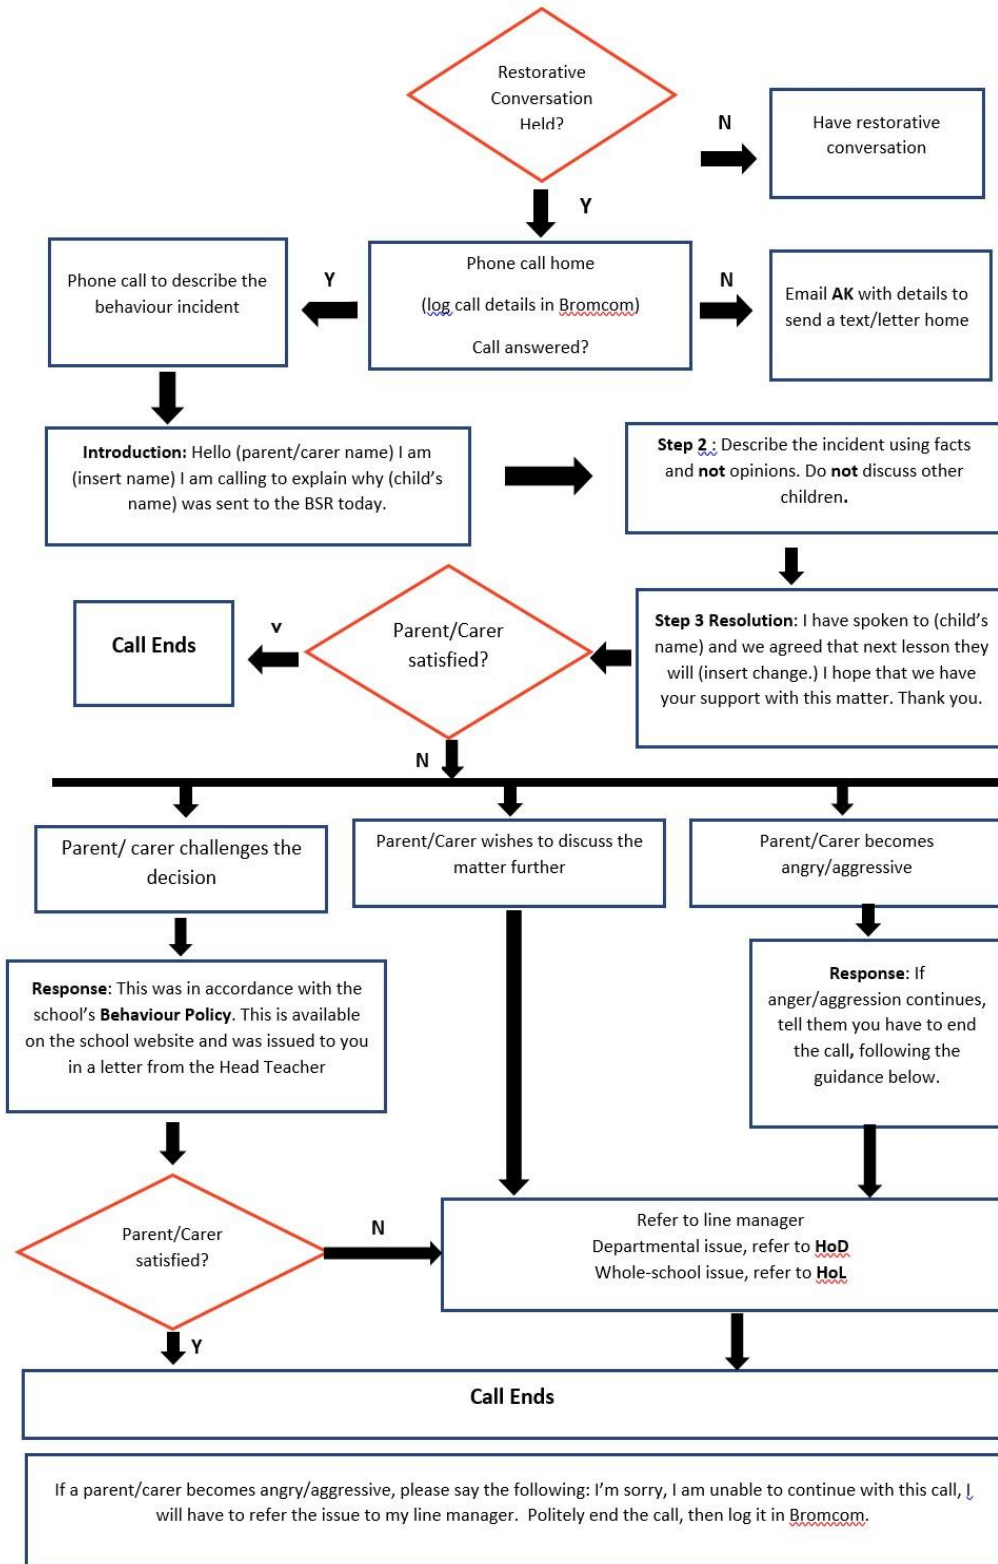 Restorative
Conversation
Held?
N
Have restorative
conversation
Y
Phone call to describe the
behaviour incident
Y
Phone call home
(log call details in Bromcom)
Call answered?
N
Email AK with details to
send a text/letter home
Introduction: Hello (parent/carer name) I am
(insert name) I am calling to explain why (child's
name) was sent to the BSR today.
Step 2 : Describe the incident using facts
and not opinions. Do not discuss other
children.
Step 3 Resolution: I have spoken to (child's
name) and we agreed that next lesson they
will (insert change.) I hope that we have
your support with this matter. Thank you.
Parent/Carer
satisfied?
Y
Call Ends
N
Parent/ carer challenges the
decision
Parent/Carer wishes to discuss the
matter further
Parent/Carer becomes
angry/aggressive
Response: This was in accordance with the
school's Behaviour Policy. This is available
on the school website and was issued to you
in a letter from the Head Teacher
Response: If
anger/aggression continues,
tell them you have to end
the call, following the
guidance below.
Parent/Carer
satisfied?
N
Refer to line manager
Departmental issue, refer to HoD
Whole-school issue, refer to HoL
Y
Call Ends
If a parent/carer becomes angry/aggressive, please say the following: I'm sorry, I am unable to continue with this call, I
will have to refer the issue to my line manager.  Politely end the call, then log it in Bromcom.